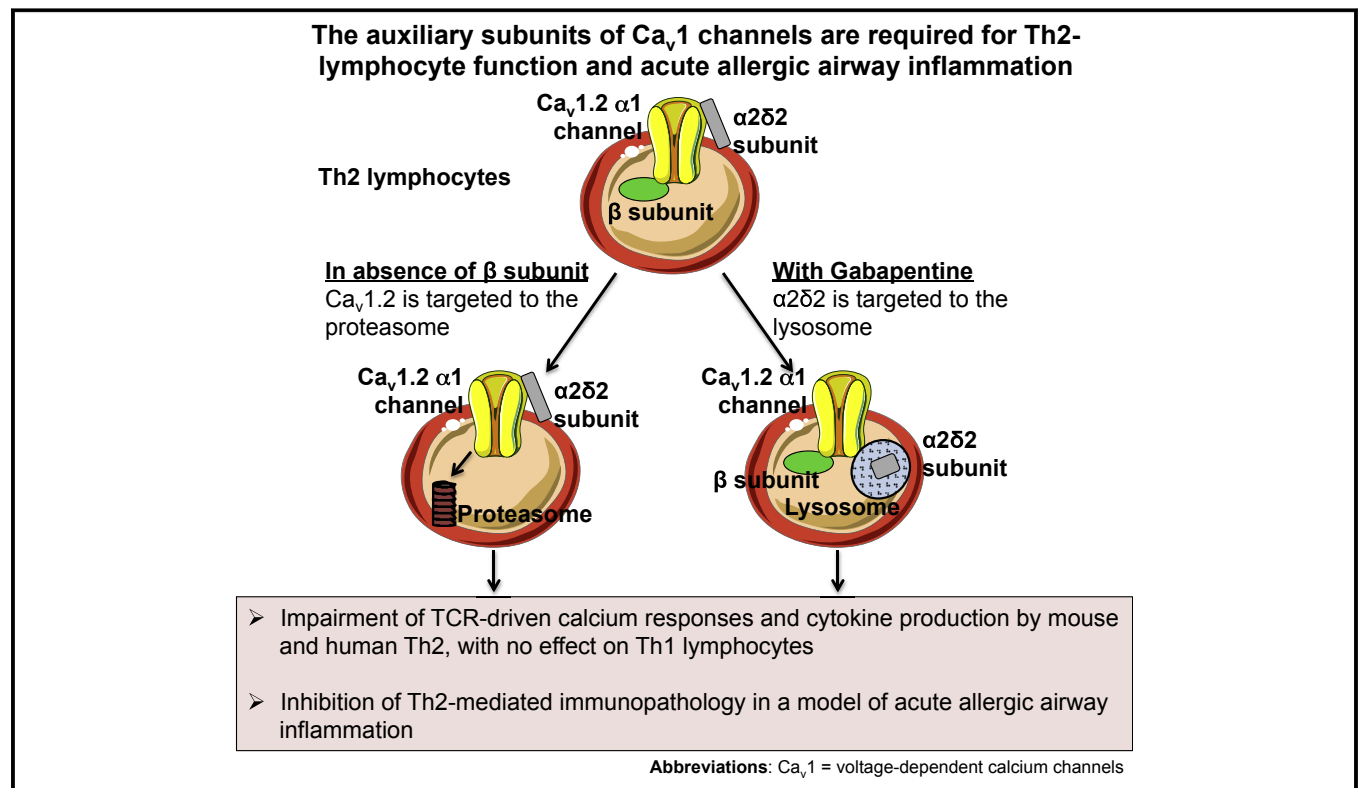 The auxiliary subunits of Cav1 channels are required for Th2-
lymphocyte function and acute allergic airway inflammation
Cav1.2 α1
channel
α2δ2
subunit
Th2 lymphocytes
β subunit
In absence of β subunit
Cav1.2 is targeted to the
proteasome
With Gabapentine
α2δ2 is targeted to the
lysosome
Cav1.2 α1
channel
α2δ2
subunit
Proteasome
Cav1.2 α1
channel
α2δ2
subunit
β subunit
Lysosome
➢ Impairment of TCR-driven calcium responses and cytokine production by mouse
and human Th2, with no effect on Th1 lymphocytes
➢ Inhibition of Th2-mediated immunopathology in a model of acute allergic airway
inflammation
Abbreviations: Cav1 = voltage-dependent calcium channels